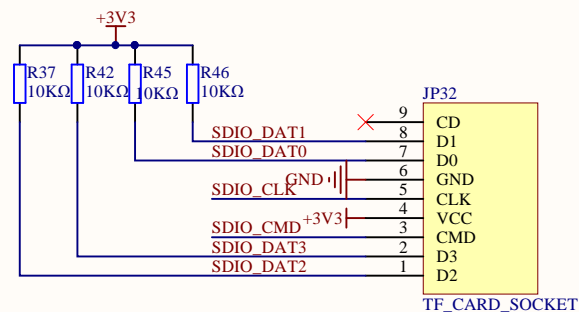 +3V3
R37
10KΩ
R42
10KΩ
R45
10KΩ
R46
10KΩ
JP32
9 CD
SDIO_DAT1 8 D1
SDIO_DAT0 7 D0
GND 6 GND
SDIO_CLK 5 CLK
+3V3 4 VCC
SDIO_CMD 3 CMD
SDIO_DAT3 2 D3
SDIO_DAT2 1 D2
TF_CARD_SOCKET